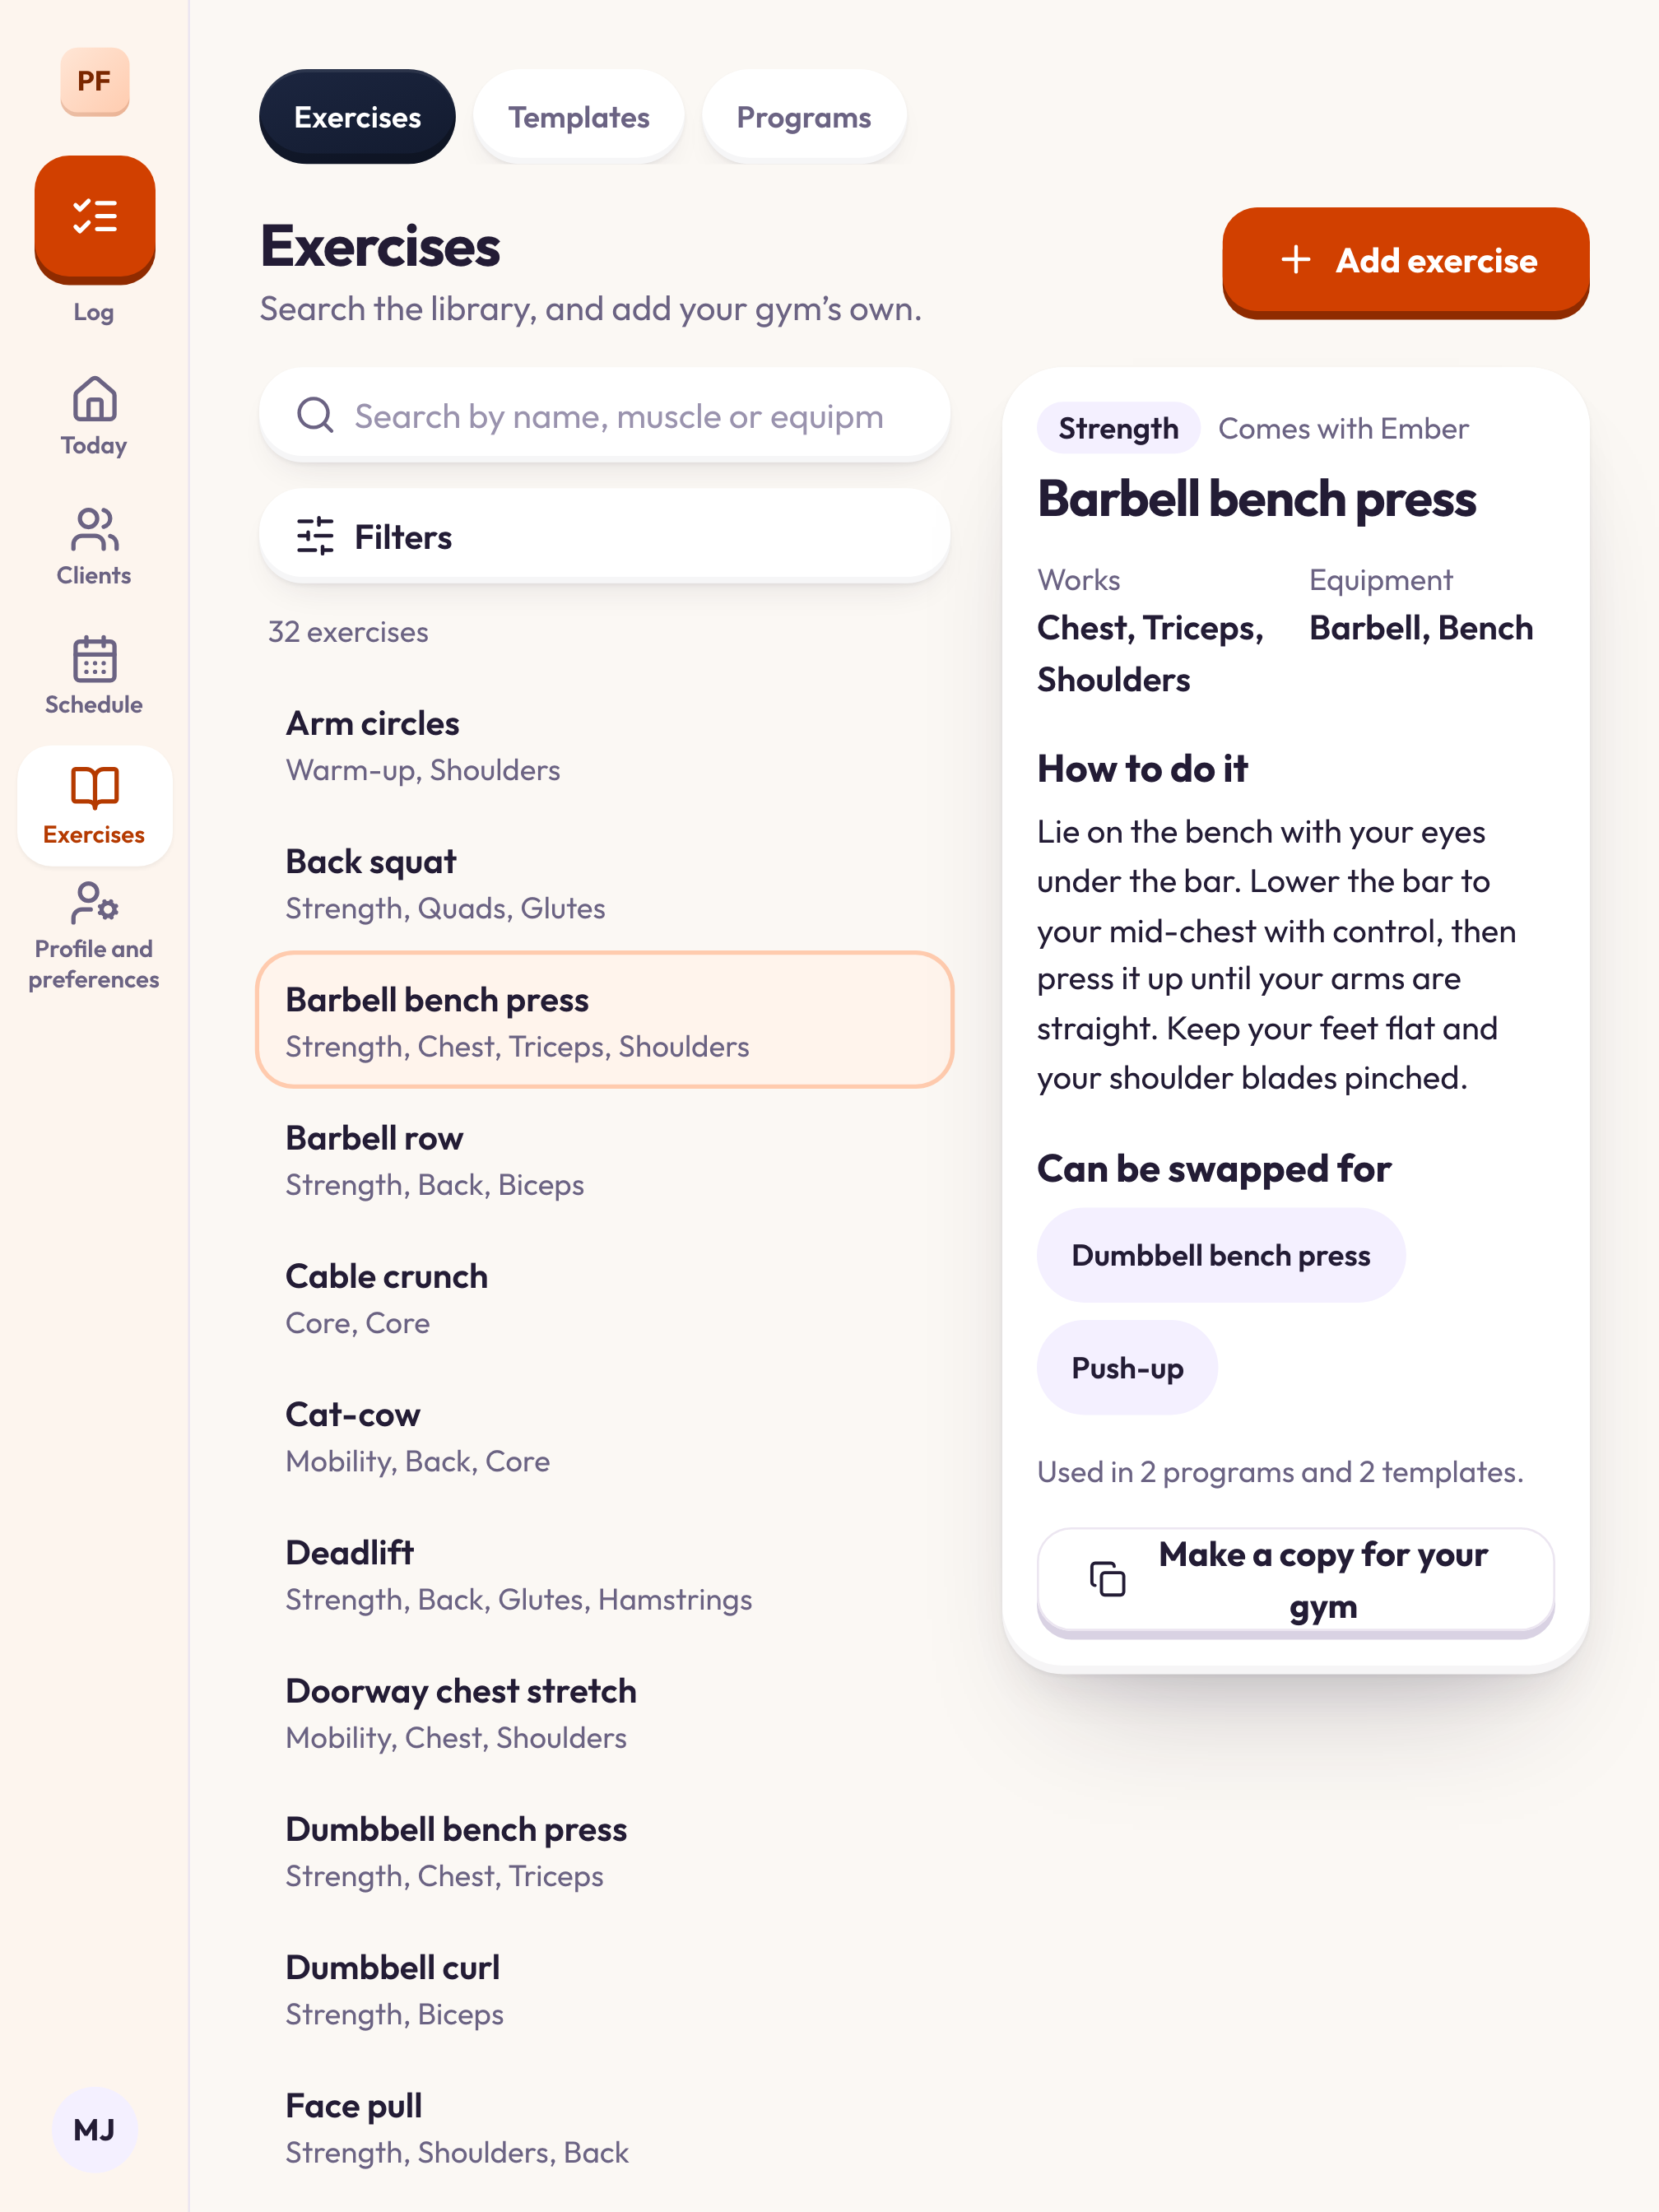 PF
Log
Today
Clients
Schedule
Exercises
Profile and
preferences
MJ
Exercises
Templates
Programs
Exercises
Search the library, and add your gym’s own.
Add exercise
Search by name, muscle or equipm
Filters
32 exercises
Arm circles
Warm-up, Shoulders
Back squat
Strength, Quads, Glutes
Barbell bench press
Strength, Chest, Triceps, Shoulders
Barbell row
Strength, Back, Biceps
Cable crunch
Core, Core
Cat-cow
Mobility, Back, Core
Deadlift
Strength, Back, Glutes, Hamstrings
Doorway chest stretch
Mobility, Chest, Shoulders
Dumbbell bench press
Strength, Chest, Triceps
Dumbbell curl
Strength, Biceps
Face pull
Strength, Shoulders, Back
Strength
Comes with Ember
Barbell bench press
Works
Chest, Triceps,
Shoulders
Equipment
Barbell, Bench
How to do it
Lie on the bench with your eyes
under the bar. Lower the bar to
your mid-chest with control, then
press it up until your arms are
straight. Keep your feet flat and
your shoulder blades pinched.
Can be swapped for
Dumbbell bench press
Push-up
Used in 2 programs and 2 templates.
Make a copy for your
gym